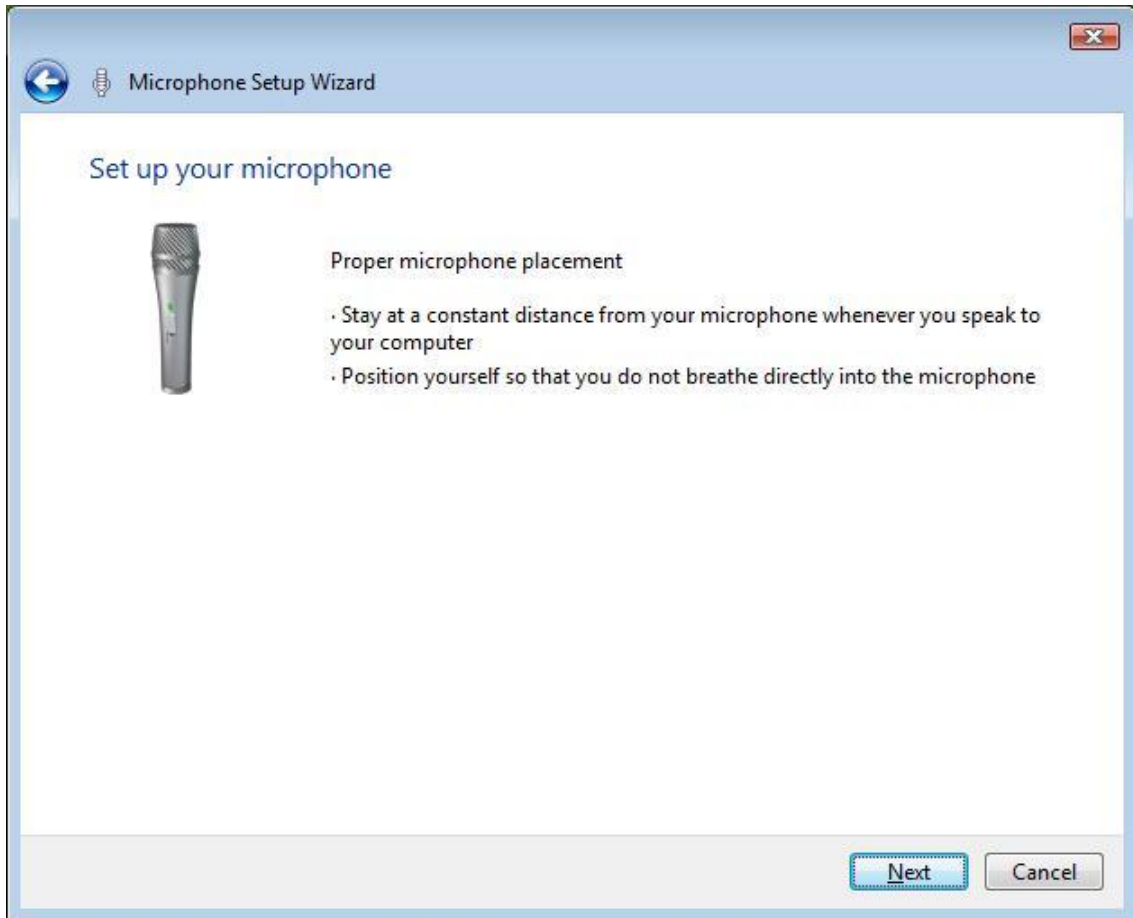 Microphone Setup Wizard
Set up your microphone
Proper microphone placement
· Stay at a constant distance from your microphone whenever you speak to
your computer
· Position yourself so that you do not breathe directly into the microphone
Next
Cancel